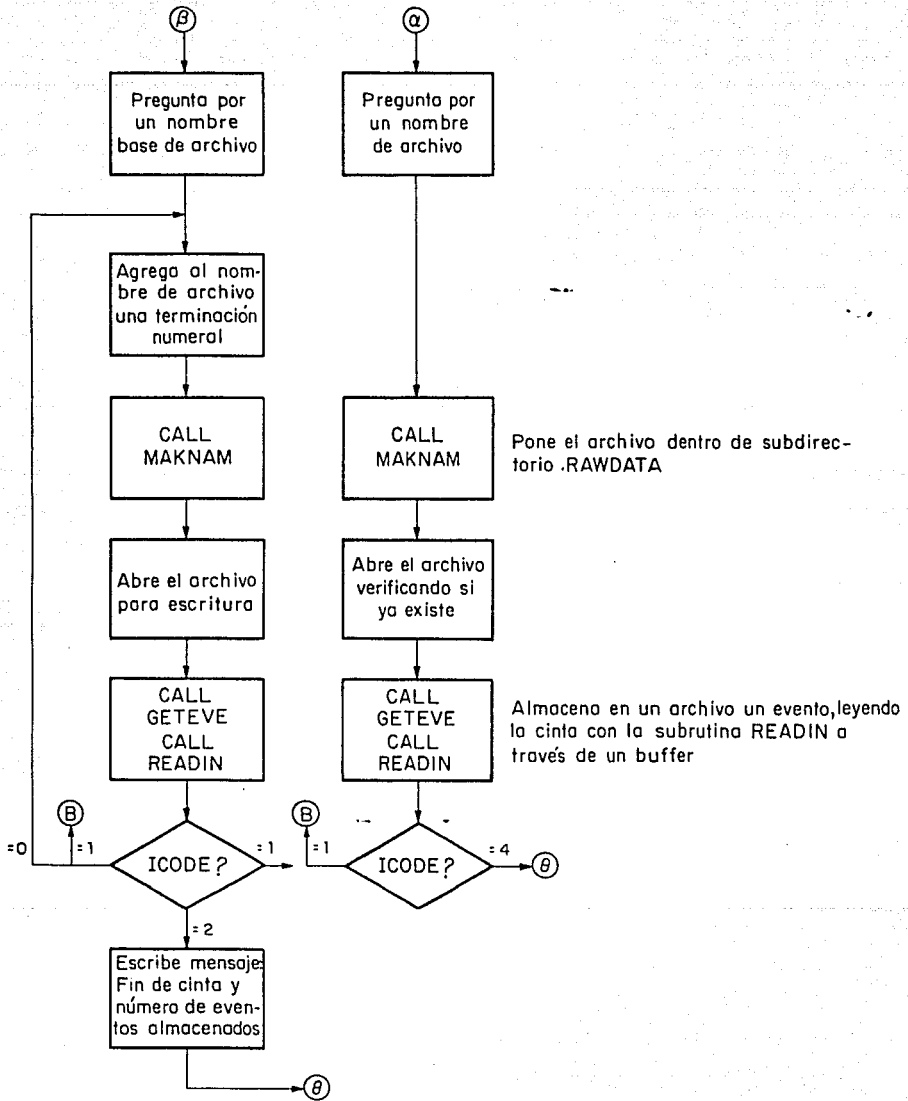 β
Pregunta por
un nombre
base de archivo
Agrega al nom-
bre de archivo
una terminación
numeral
CALL
MAKNAM
Abre el archivo
para escritura
CALL
GETEVE
CALL
READIN
B
=0
=1
ICODE?
=1
=2
Escribe mensaje:
Fin de cinta y
número de even-
tos almacenados
θ
α
Pregunta por
un nombre
de archivo
CALL
MAKNAM
Pone el archivo dentro de subdirec-
torio .RAWDATA
Abre el archivo
verificando si
ya existe
CALL
GETEVE
CALL
READIN
Almacena en un archivo un evento,leyendo
la cinta con la subrutina READIN a
través de un buffer
B
=1
ICODE?
=4
θ